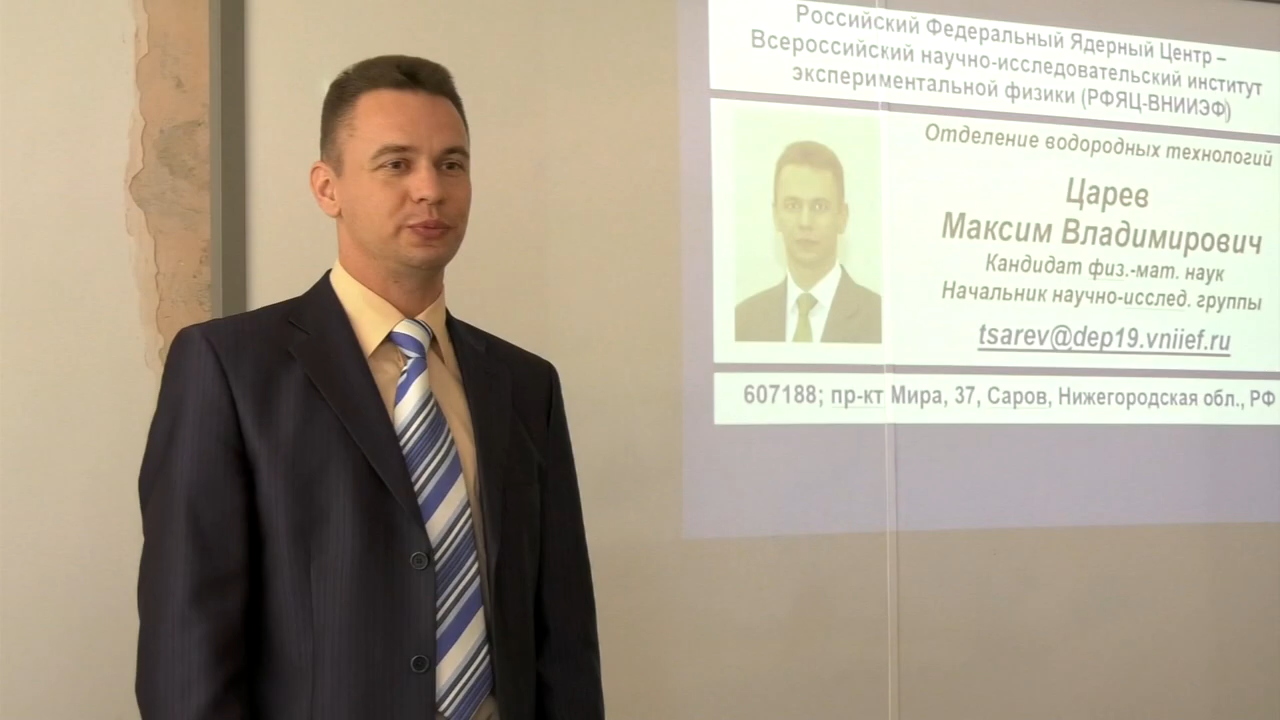 Российский Федеральный Ядерный Центр –
Всероссийский научно-исследовательский институт
экспериментальной физики (РФЯЦ-ВНИИЭФ)
Отделение водородных технологий
Царев
Максим Владимирович
Кандидат физ.-мат. наук
Начальник научно-исслед. группы
tsarev@dep19.vniief.ru
607188; пр-кт Мира, 37, Саров, Нижегородская обл., РФ